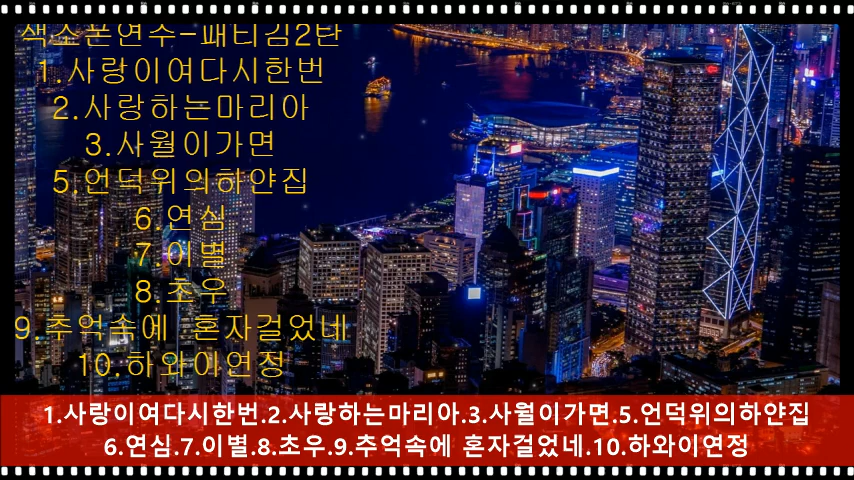 색소폰연주-패티김2탄
1.사랑이여다시한번
2.사랑하는마리아
3.사월이가면
5.언덕위의하얀집
6.연심
7.이별
8.초우
9.추억속에 혼자걸었네
10.하와이연정
1.사랑이여다시한번.2.사랑하는마리아.3.사월이가면.5.언덕위의하얀집
6.연심.7.이별.8.초우.9.추억속에 혼자걸었네.10.하와이연정